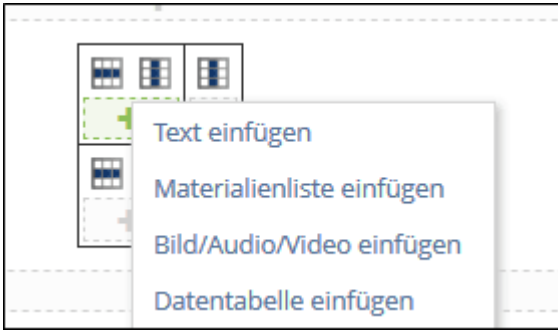 Text einfügen
Materialienliste einfügen
Bild/Audio/Video einfügen
Datentabelle einfügen